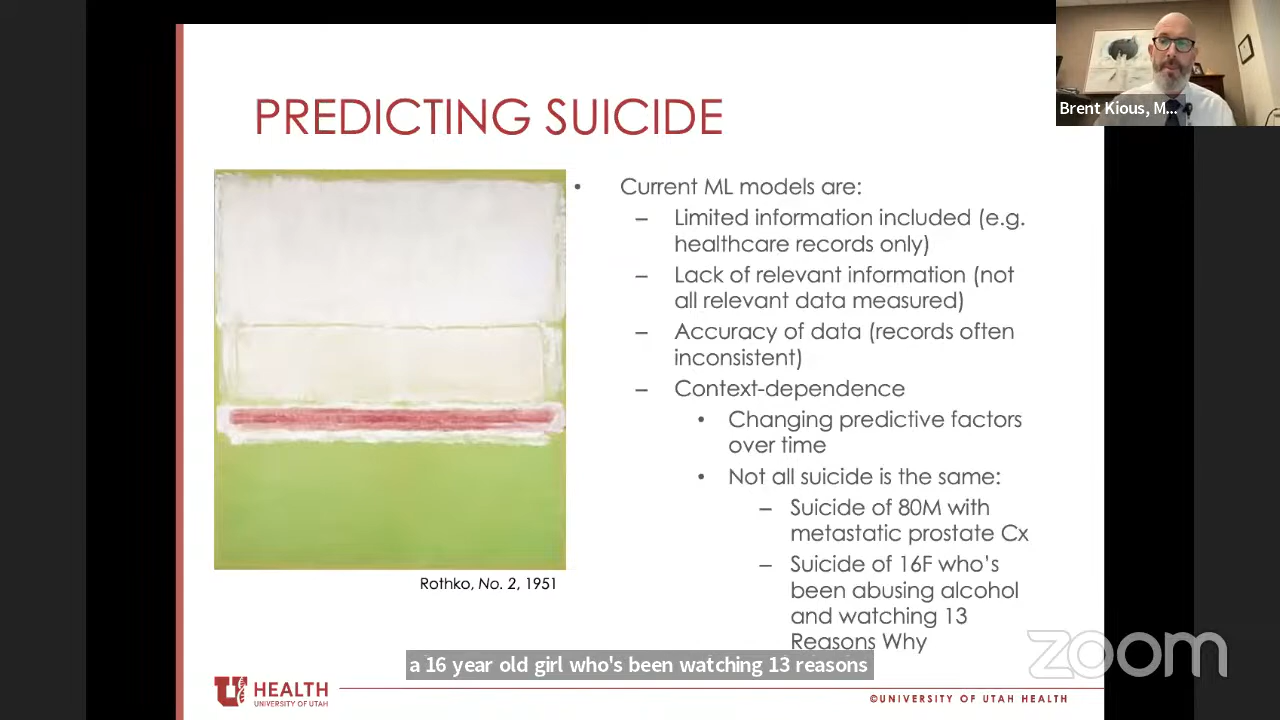 Brent Kious, M...
PREDICTING SUICIDE
• Current ML models are:
– Limited information included (e.g.
healthcare records only)
– Lack of relevant information (not
all relevant data measured)
– Accuracy of data (records often
inconsistent)
– Context-dependence
• Changing predictive factors
over time
• Not all suicide is the same:
– Suicide of 80M with
metastatic prostate Cx
– Suicide of 16F who's
been abusing alcohol
and watching 13
Reasons Why
Rothko, No. 2, 1951
a 16 year old girl who's been watching 13 reasons
zoom
U HEALTH
UNIVERSITY OF UTAH
©UNIVERSITY OF UTAH HEALTH